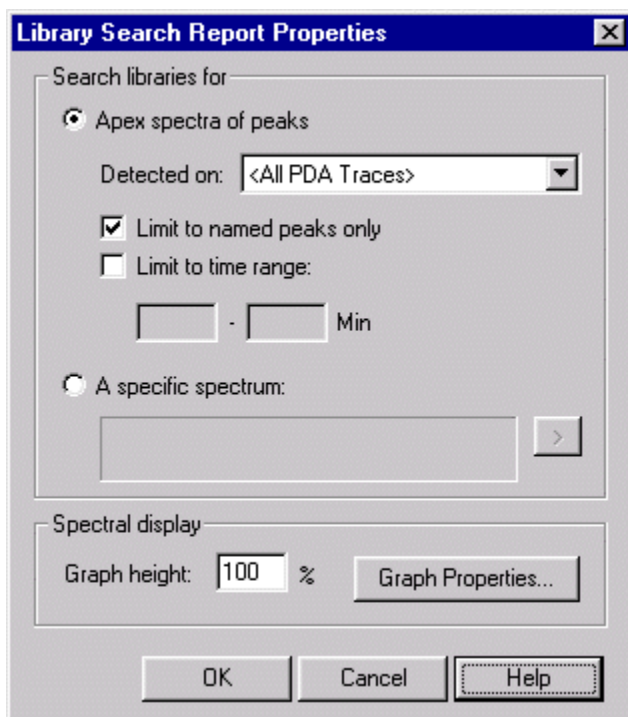 Library Search Report Properties
Search libraries for
Apex spectra of peaks
Detected on: <All PDA Traces>
Limit to named peaks only
Limit to time range:
- Min
A specific spectrum:
>
Spectral display
Graph height: 100 % Graph Properties...
OK Cancel Help